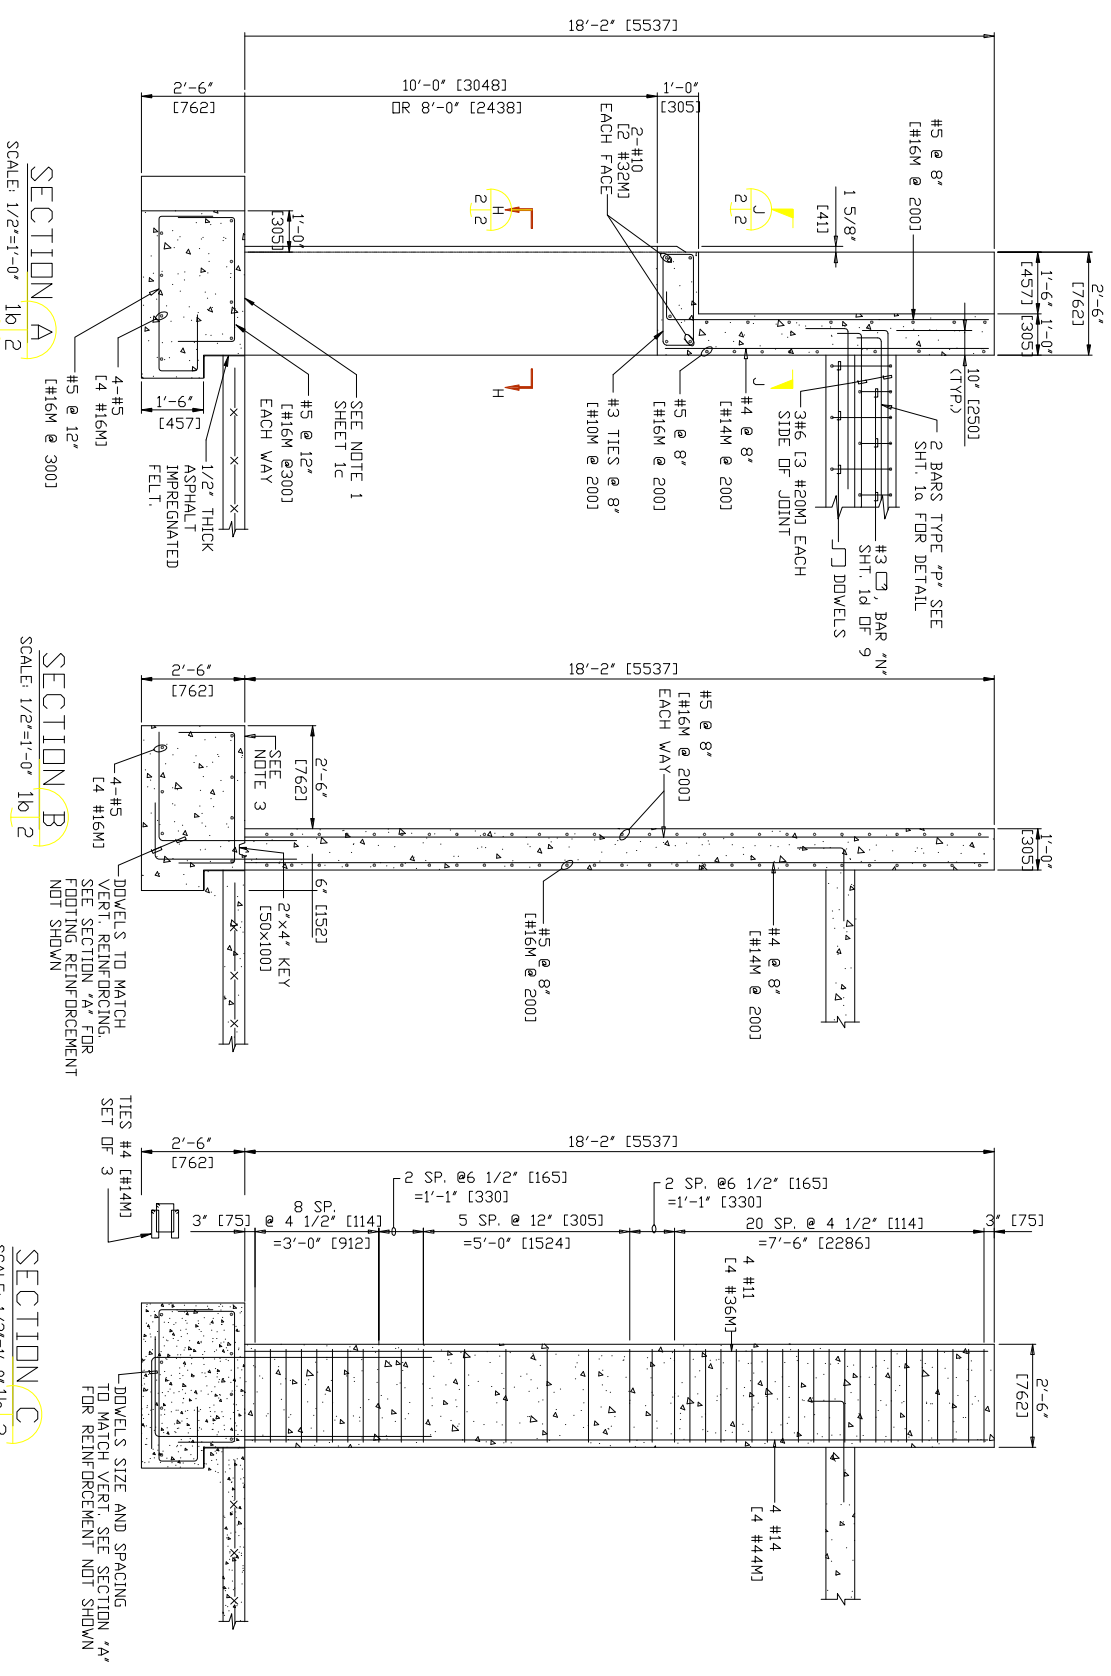 18'-2" [5537]
10'-0" [3048]
OR 8'-0" [2438]
1'-0"
[305]
2'-6"
[762]
#5 @ 8"
[#16M @ 200]
2-#10
[2 #32M]
EACH FACE
J
2 2
H
2 2
1 5/8"
[41]
2'-6"
[762]
1'-6"
[457]
1'-0"
[305]
10" [250]
(TYP.)
1'-0"
[305]
J
H
2 BARS TYPE "P" SEE
SHT. 1a FOR DETAIL
#3 , BAR "N"
SHT. 1d OF 9
DOWELS
3#6 [3 #20M] EACH
SIDE OF JOINT
#4 @ 8"
[#14M @ 200]
#5 @ 8"
[#16M @ 200]
#3 TIES @ 8"
[#10M @ 200]
SEE NOTE 1
SHEET 1c
#5 @ 12"
[#16M @300]
EACH WAY
1/2" THICK
ASPHALT
IMPREGNATED
FELT.
1'-6"
[457]
4-#5
[4 #16M]
#5 @ 12"
[#16M @ 300]
SECTION A
SCALE: 1/2"=1'-0" 1b 2
18'-2" [5537]
2'-6"
[762]
#5 @ 8"
[#16M @ 200]
EACH WAY
2'-6"
[762]
SEE
NOTE 3
1'-0"
[305]
6" [152]
2"x4" KEY
[50x100]
#4 @ 8"
[#14M @ 200]
#5 @ 8"
[#16M @ 200]
4-#5
[4 #16M]
DOWELS TO MATCH
VERT. REINFORCING.
SEE SECTION "A" FOR
FOOTING REINFORCEMENT
NOT SHOWN
SECTION B
SCALE: 1/2"=1'-0" 1b 2
18'-2" [5537]
2'-6"
[762]
2 SP. @6 1/2" [165]
=1'-1" [330]
2 SP. @6 1/2" [165]
=1'-1" [330]
3" [75]
8 SP.
@ 4 1/2" [114]
=3'-0" [912]
5 SP. @ 12" [305]
=5'-0" [1524]
20 SP. @ 4 1/2" [114]
=7'-6" [2286]
3" [75]
TIES #4 [#14M]
SET OF 3
4 #11
[4 #36M]
2'-6"
[762]
4 #14
[4 #44M]
DOWELS SIZE AND SPACING
TO MATCH VERT. SEE SECTION "A"
FOR REINFORCEMENT NOT SHOWN
SECTION C